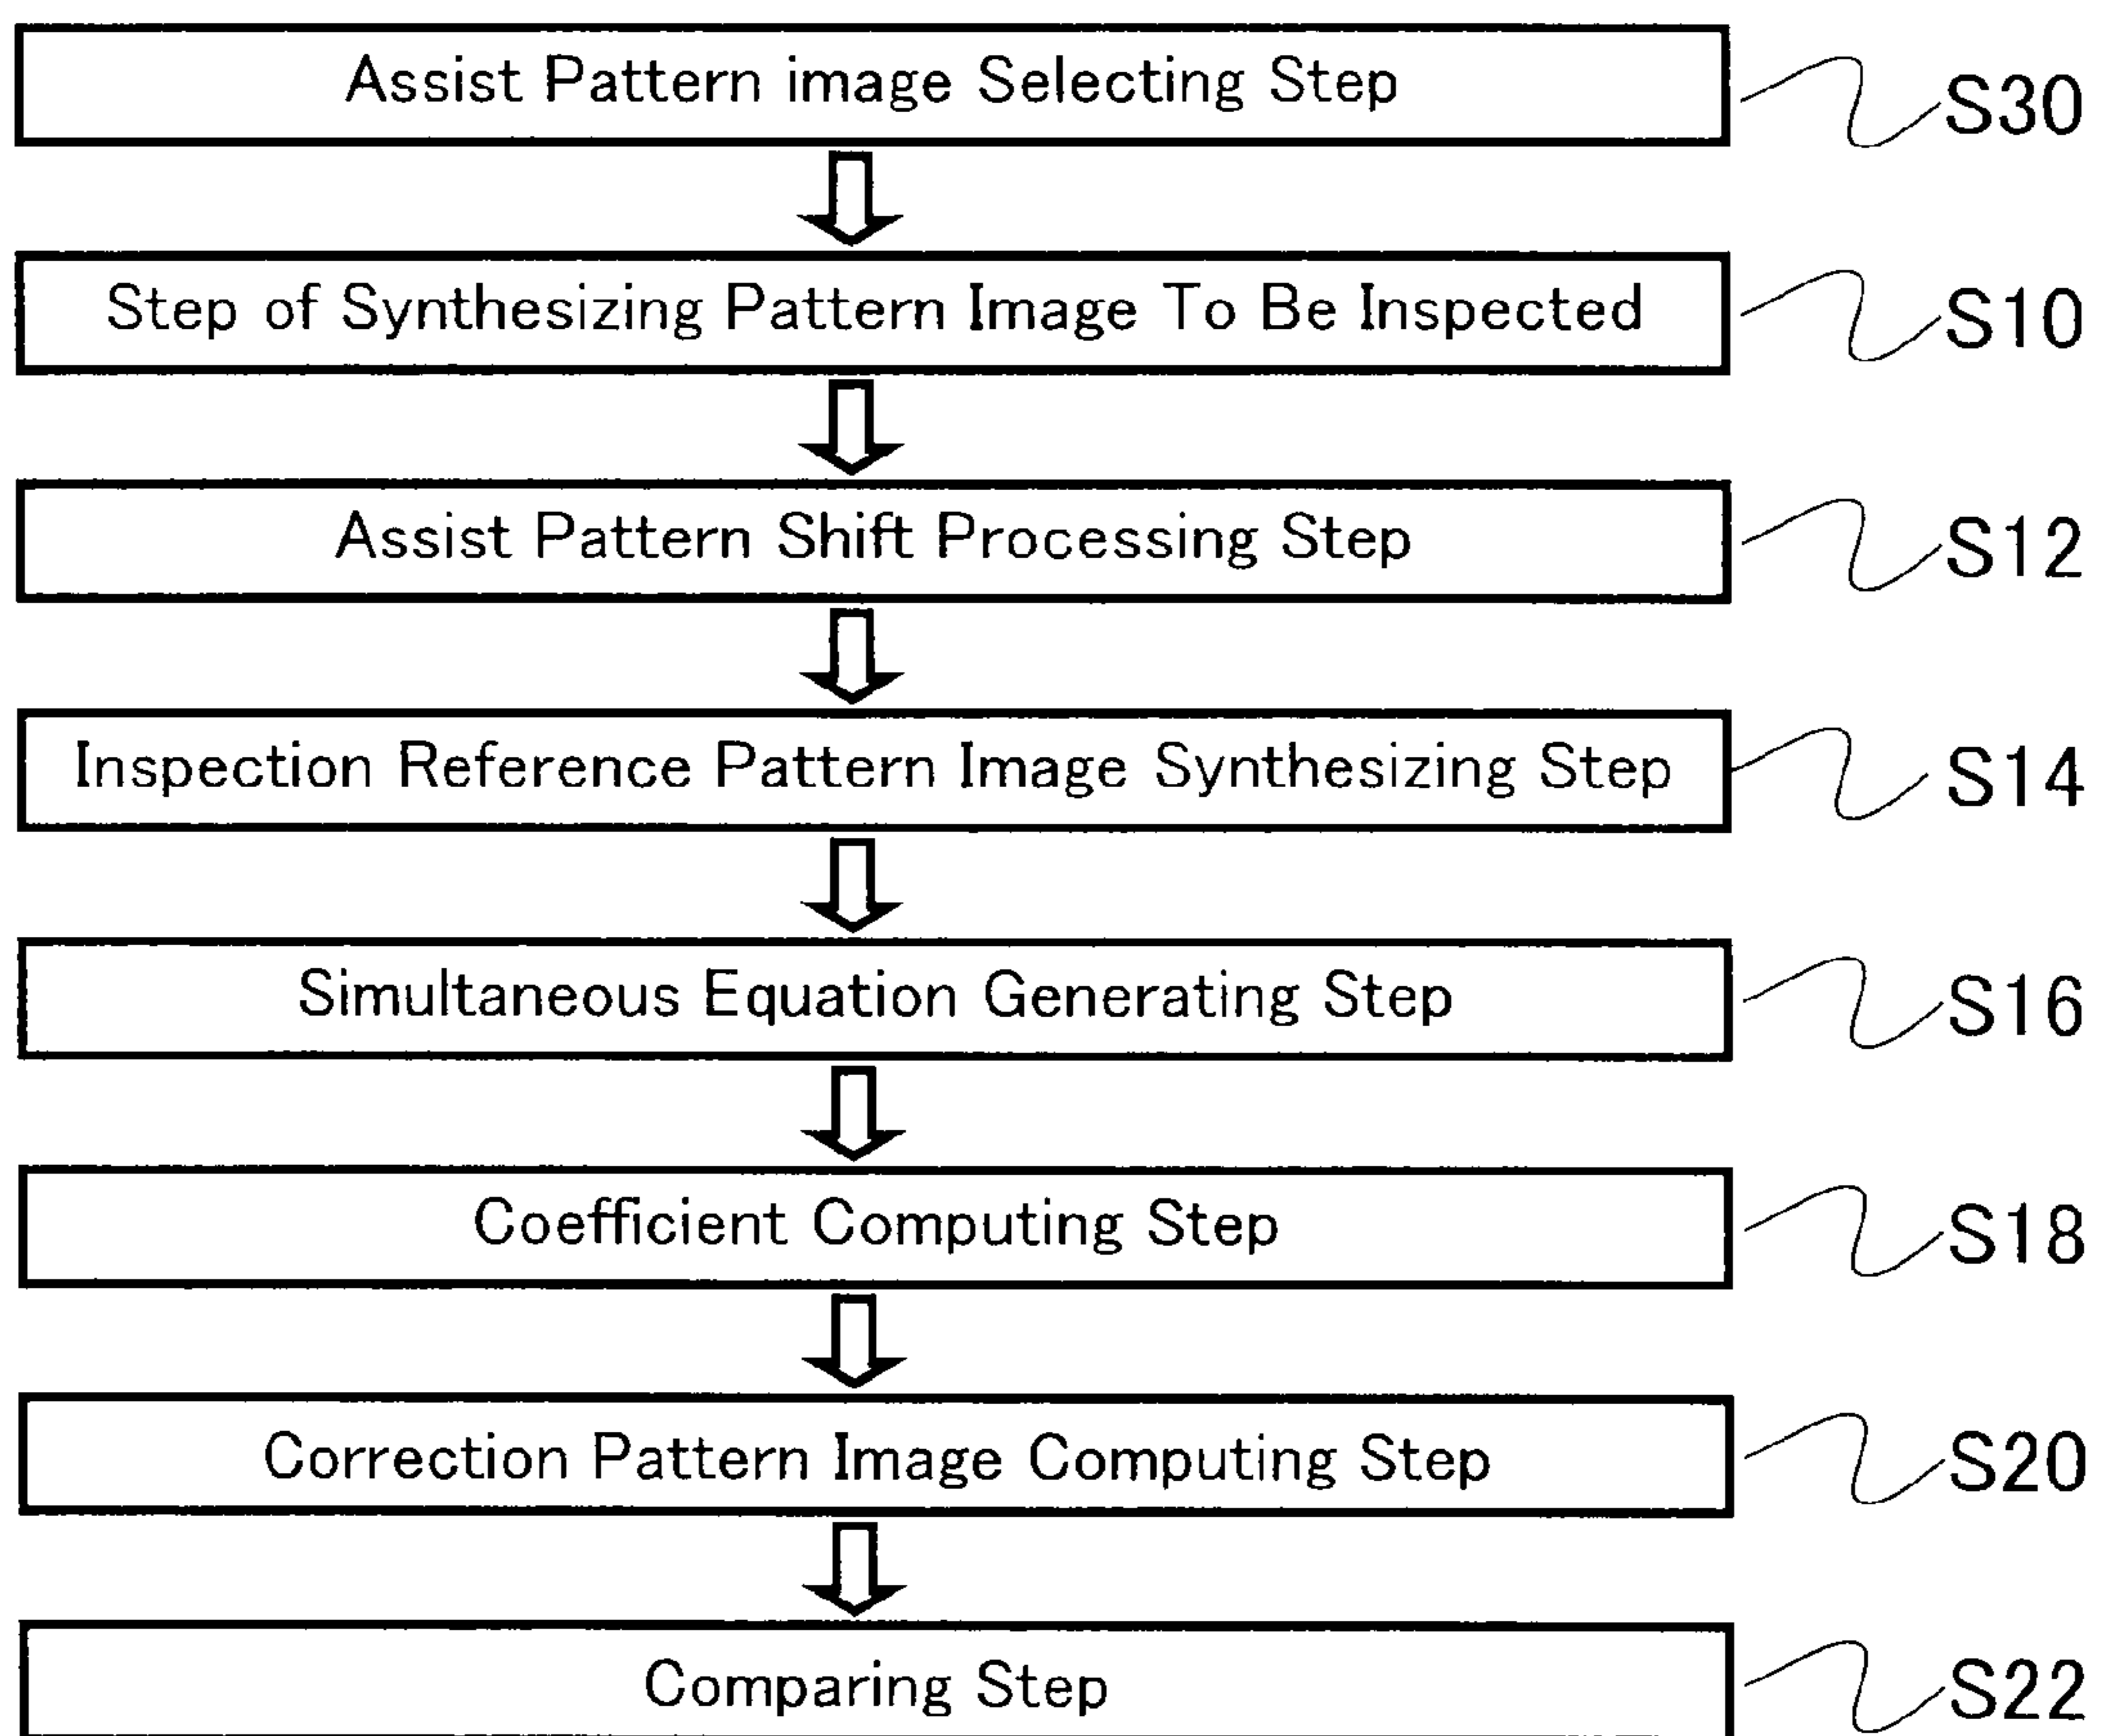 Assist Pattern image Selecting Step S30
Step of Synthesizing Pattern Image To Be Inspected S10
Assist Pattern Shift Processing Step S12
Inspection Reference Pattern Image Synthesizing Step S14
Simultaneous Equation Generating Step S16
Coefficient Computing Step S18
Correction Pattern Image Computing Step S20
Comparing Step S22